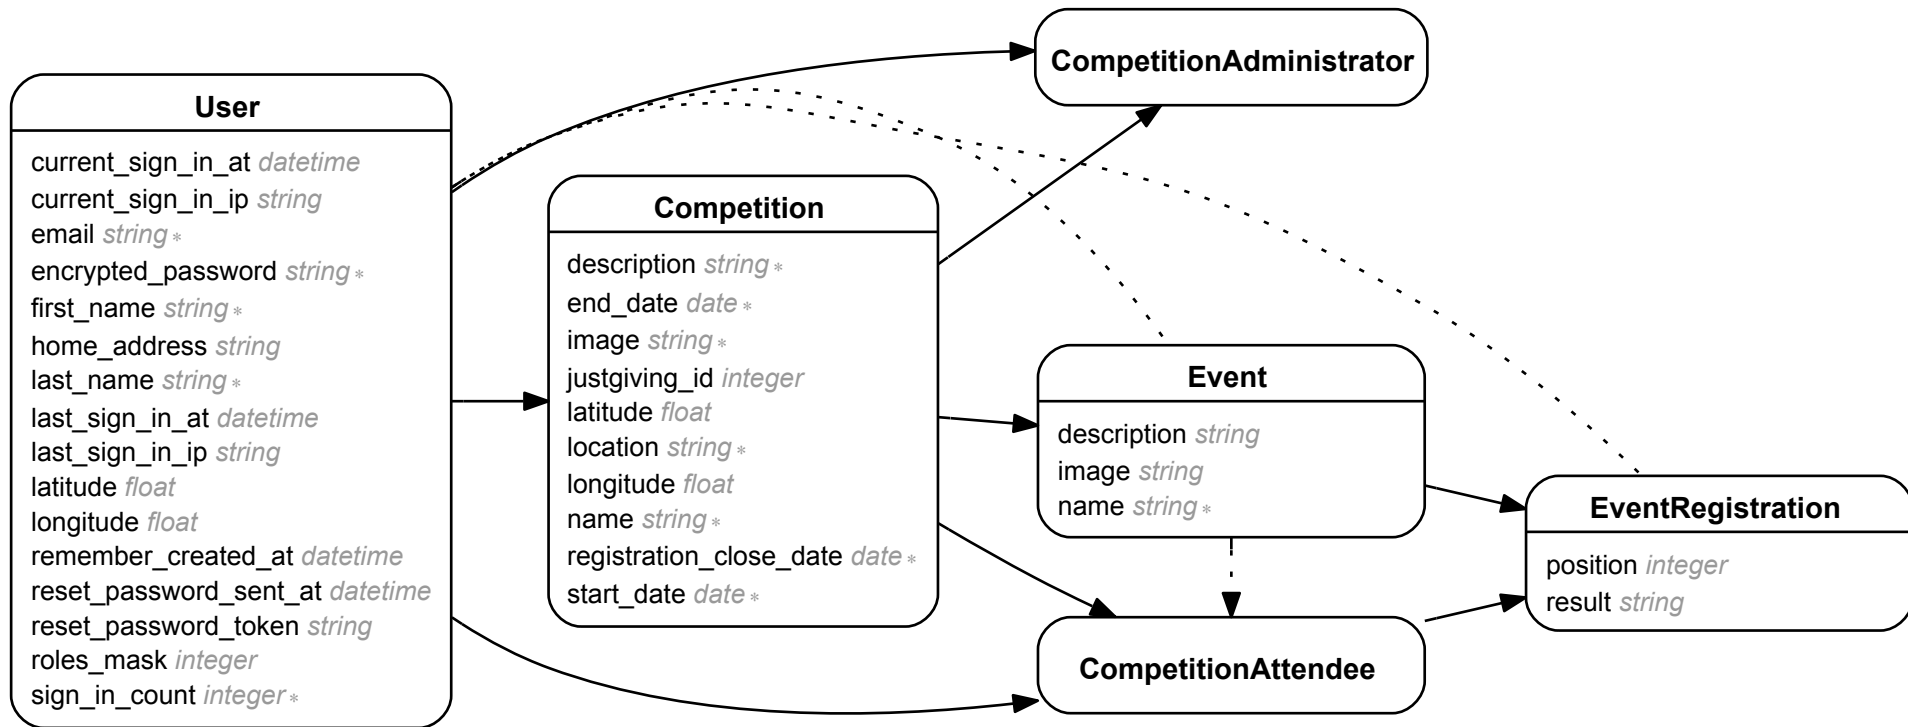 User
current_sign_in_at datetime
current_sign_in_ip string
email string*
encrypted_password string*
first_name string*
home_address string
last_name string*
last_sign_in_at datetime
last_sign_in_ip string
latitude float
longitude float
remember_created_at datetime
reset_password_sent_at datetime
reset_password_token string
roles_mask integer
sign_in_count integer*
Competition
description string*
end_date date*
image string*
justgiving_id integer
latitude float
location string*
longitude float
name string*
registration_close_date date*
start_date date*
CompetitionAdministrator
Event
description string
image string
name string*
CompetitionAttendee
EventRegistration
position integer
result string